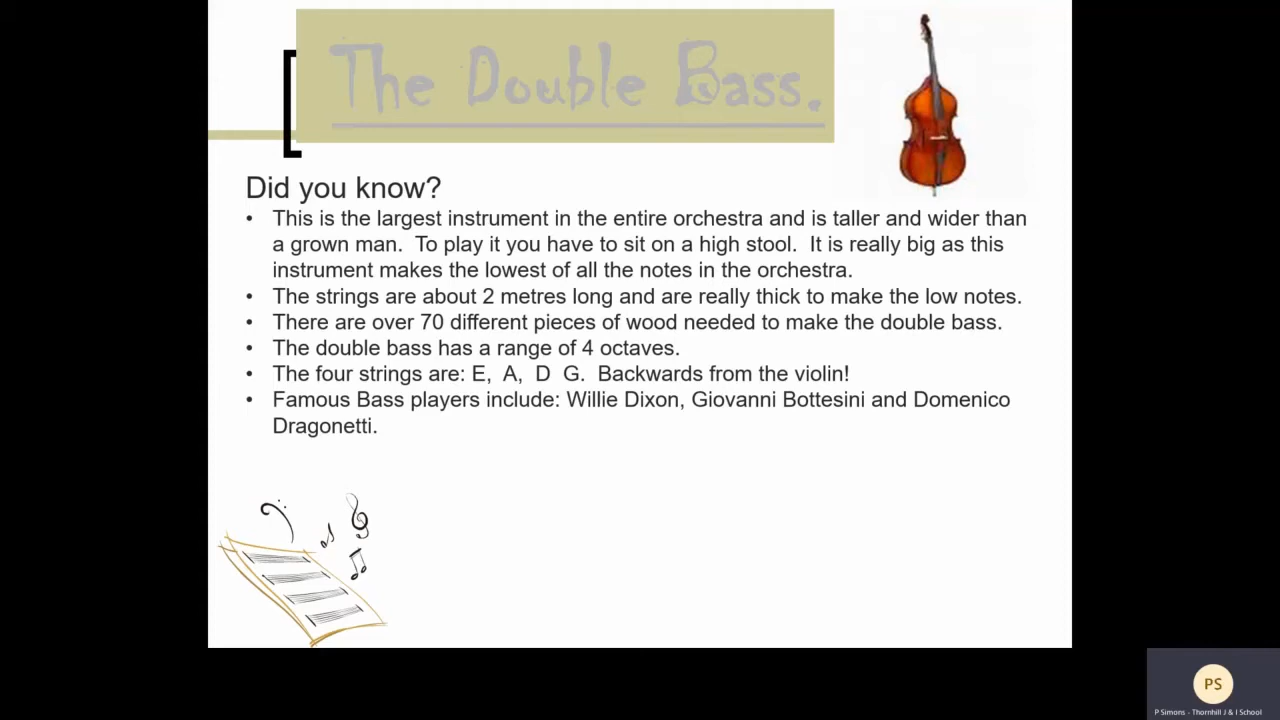 The Double Bass.
Did you know?
• This is the largest instrument in the entire orchestra and is taller and wider than
a grown man.  To play it you have to sit on a high stool.  It is really big as this
instrument makes the lowest of all the notes in the orchestra.
• The strings are about 2 metres long and are really thick to make the low notes.
• There are over 70 different pieces of wood needed to make the double bass.
• The double bass has a range of 4 octaves.
• The four strings are: E,  A,  D  G.  Backwards from the violin!
• Famous Bass players include: Willie Dixon, Giovanni Bottesini and Domenico
Dragonetti.
PS
P Simons - Thornhill J & I School